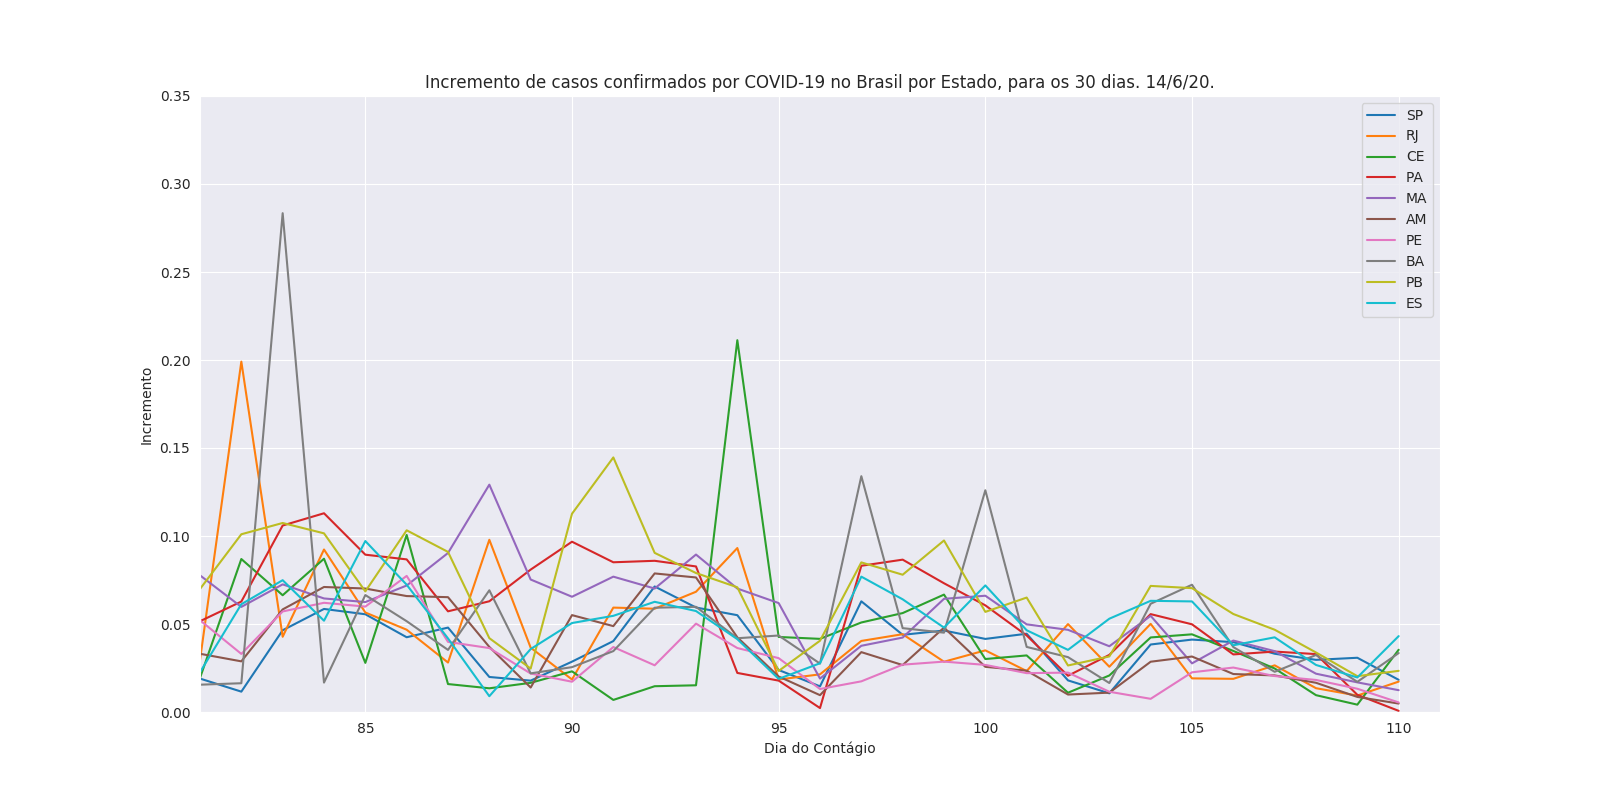 Incremento de casos confirmados por COVID-19 no Brasil por Estado, para os 30 dias. 14/6/20.
0.35
0.30
0.25
0.20
0.15
0.10
0.05
0.00
Incremento
SP
RJ
CE
PA
MA
AM
PE
BA
PB
ES
85 90 95 100 105 110
Dia do Contágio